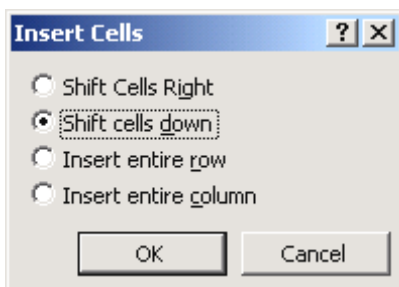 Insert Cells
Shift Cells Right
Shift cells down
Insert entire row
Insert entire column
OK Cancel